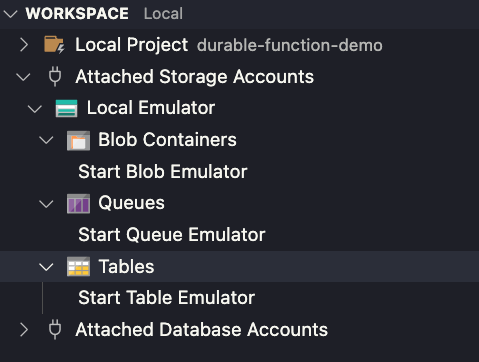 WORKSPACE Local
Local Project durable-function-demo
Attached Storage Accounts
Local Emulator
Blob Containers
Start Blob Emulator
Queues
Start Queue Emulator
Tables
Start Table Emulator
Attached Database Accounts